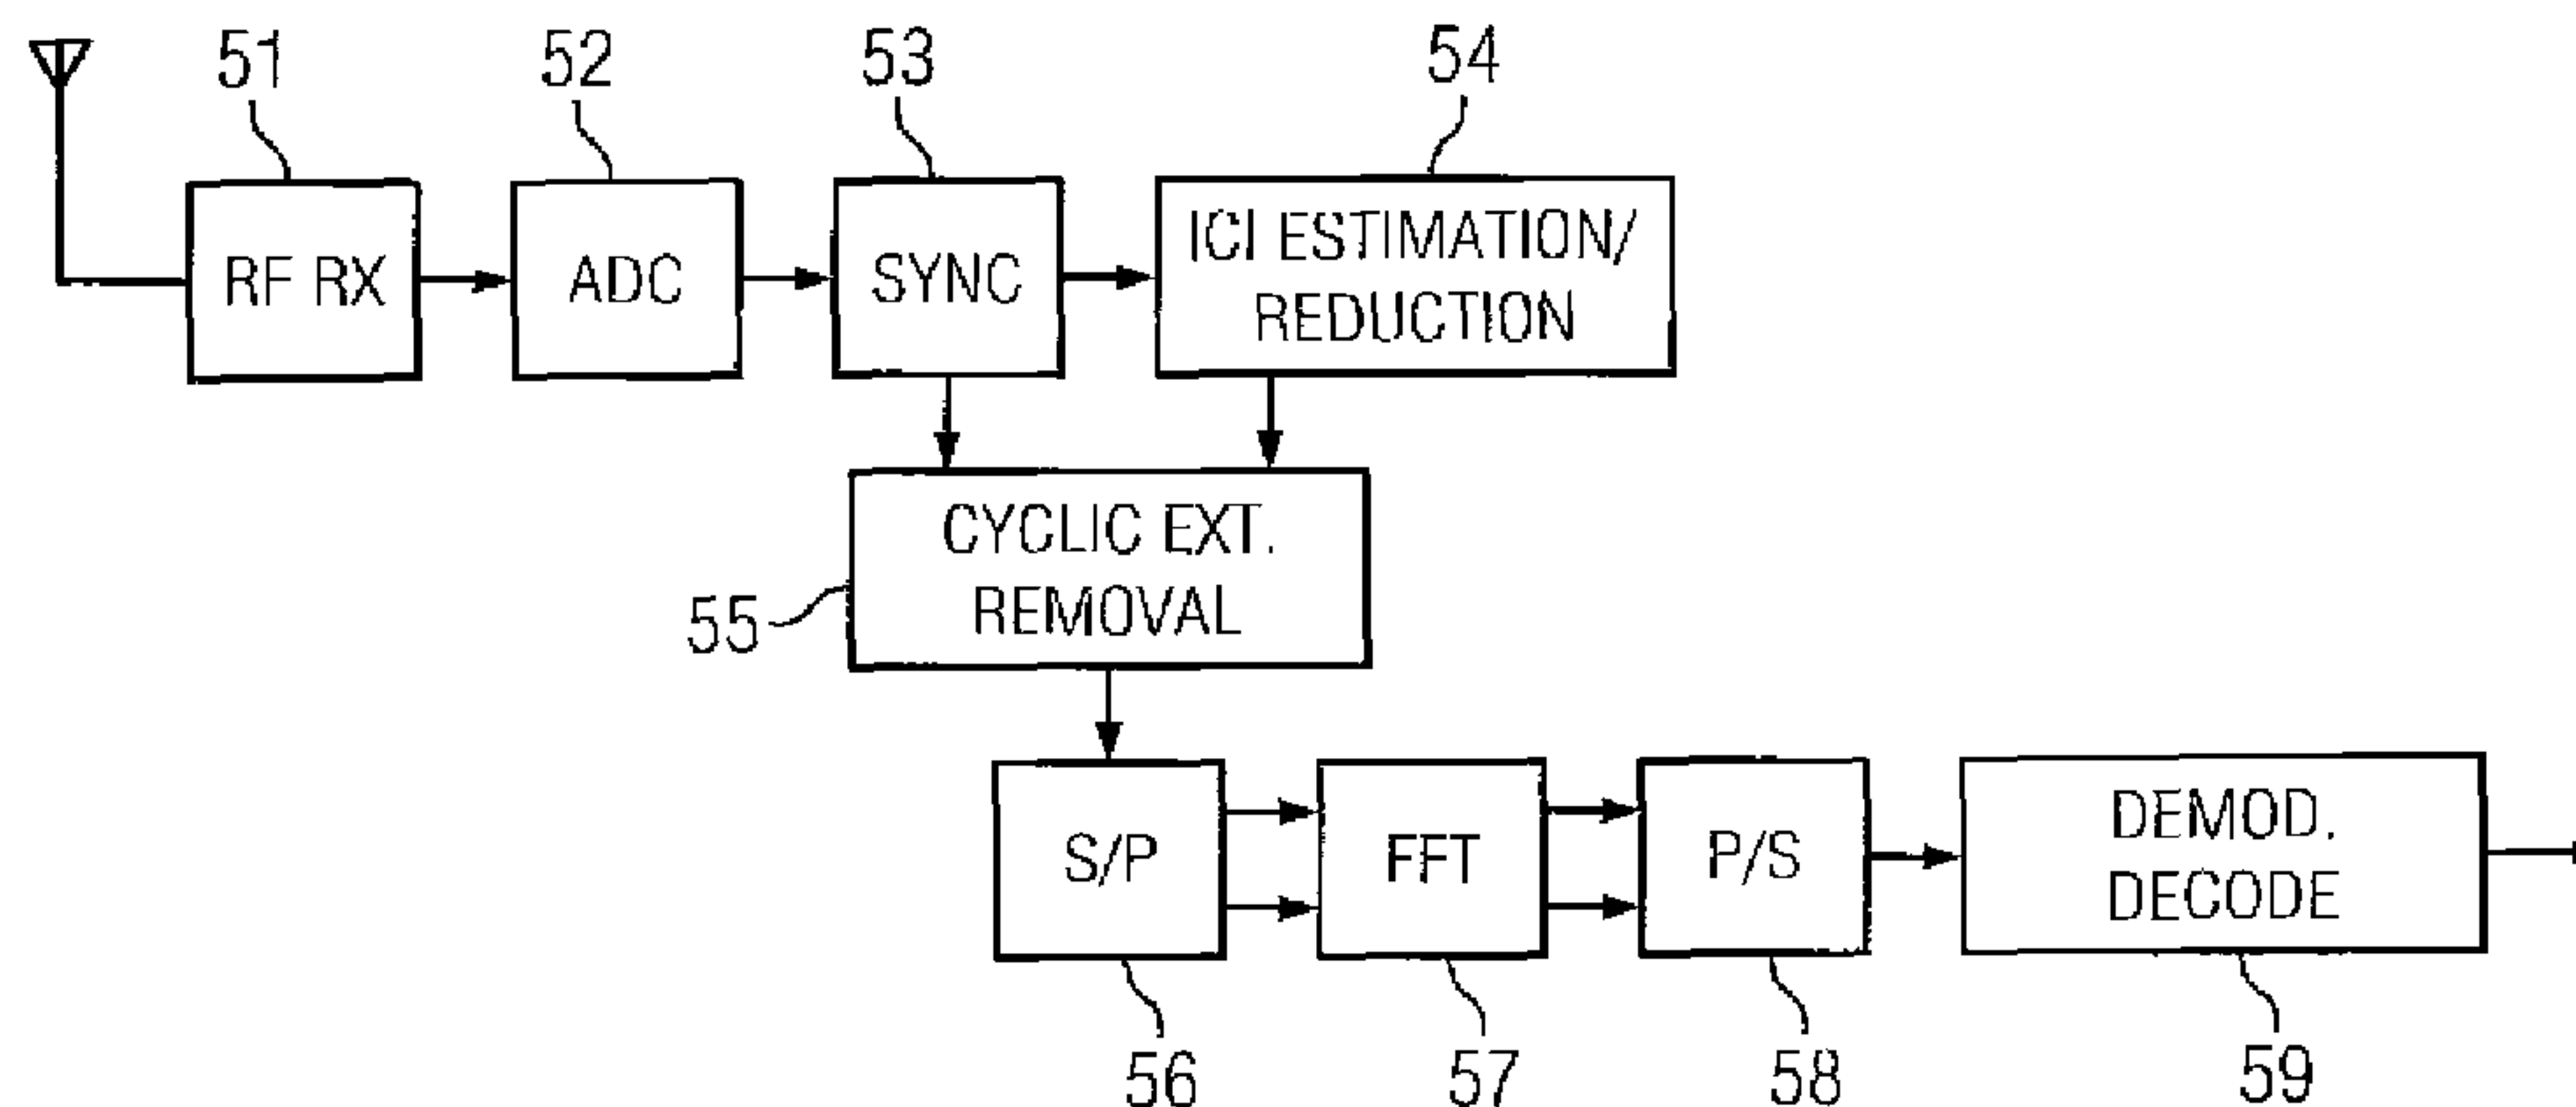 51
52
53
54
RF RX
ADC
SYNC
ICI ESTIMATION/
REDUCTION
CYCLIC EXT.
REMOVAL
55
S/P
FFT
P/S
DEMOD.
DECODE
56
57
58
59